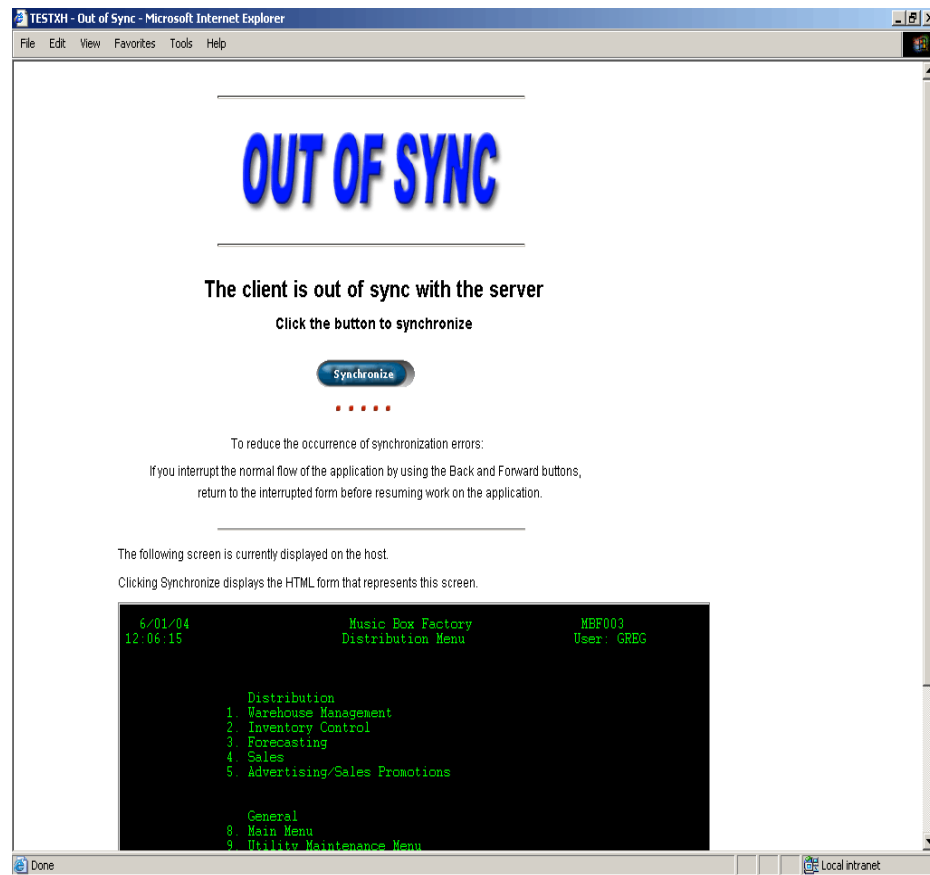 TESTXH - Out of Sync - Microsoft Internet Explorer
File Edit View Favorites Tools Help
OUT OF SYNC
The client is out of sync with the server
Click the button to synchronize
Synchronize
To reduce the occurrence of synchronization errors:
If you interrupt the normal flow of the application by using the Back and Forward buttons,
return to the interrupted form before resuming work on the application.
The following screen is currently displayed on the host.
Clicking Synchronize displays the HTML form that represents this screen.
6/01/04 Music Box Factory MBF003
12:06:15 Distribution Menu User: GREG
Distribution
1. Warehouse Management
2. Inventory Control
3. Forecasting
4. Sales
5. Advertising/Sales Promotions
General
8. Main Menu
9. Utility Maintenance Menu
Done Local intranet